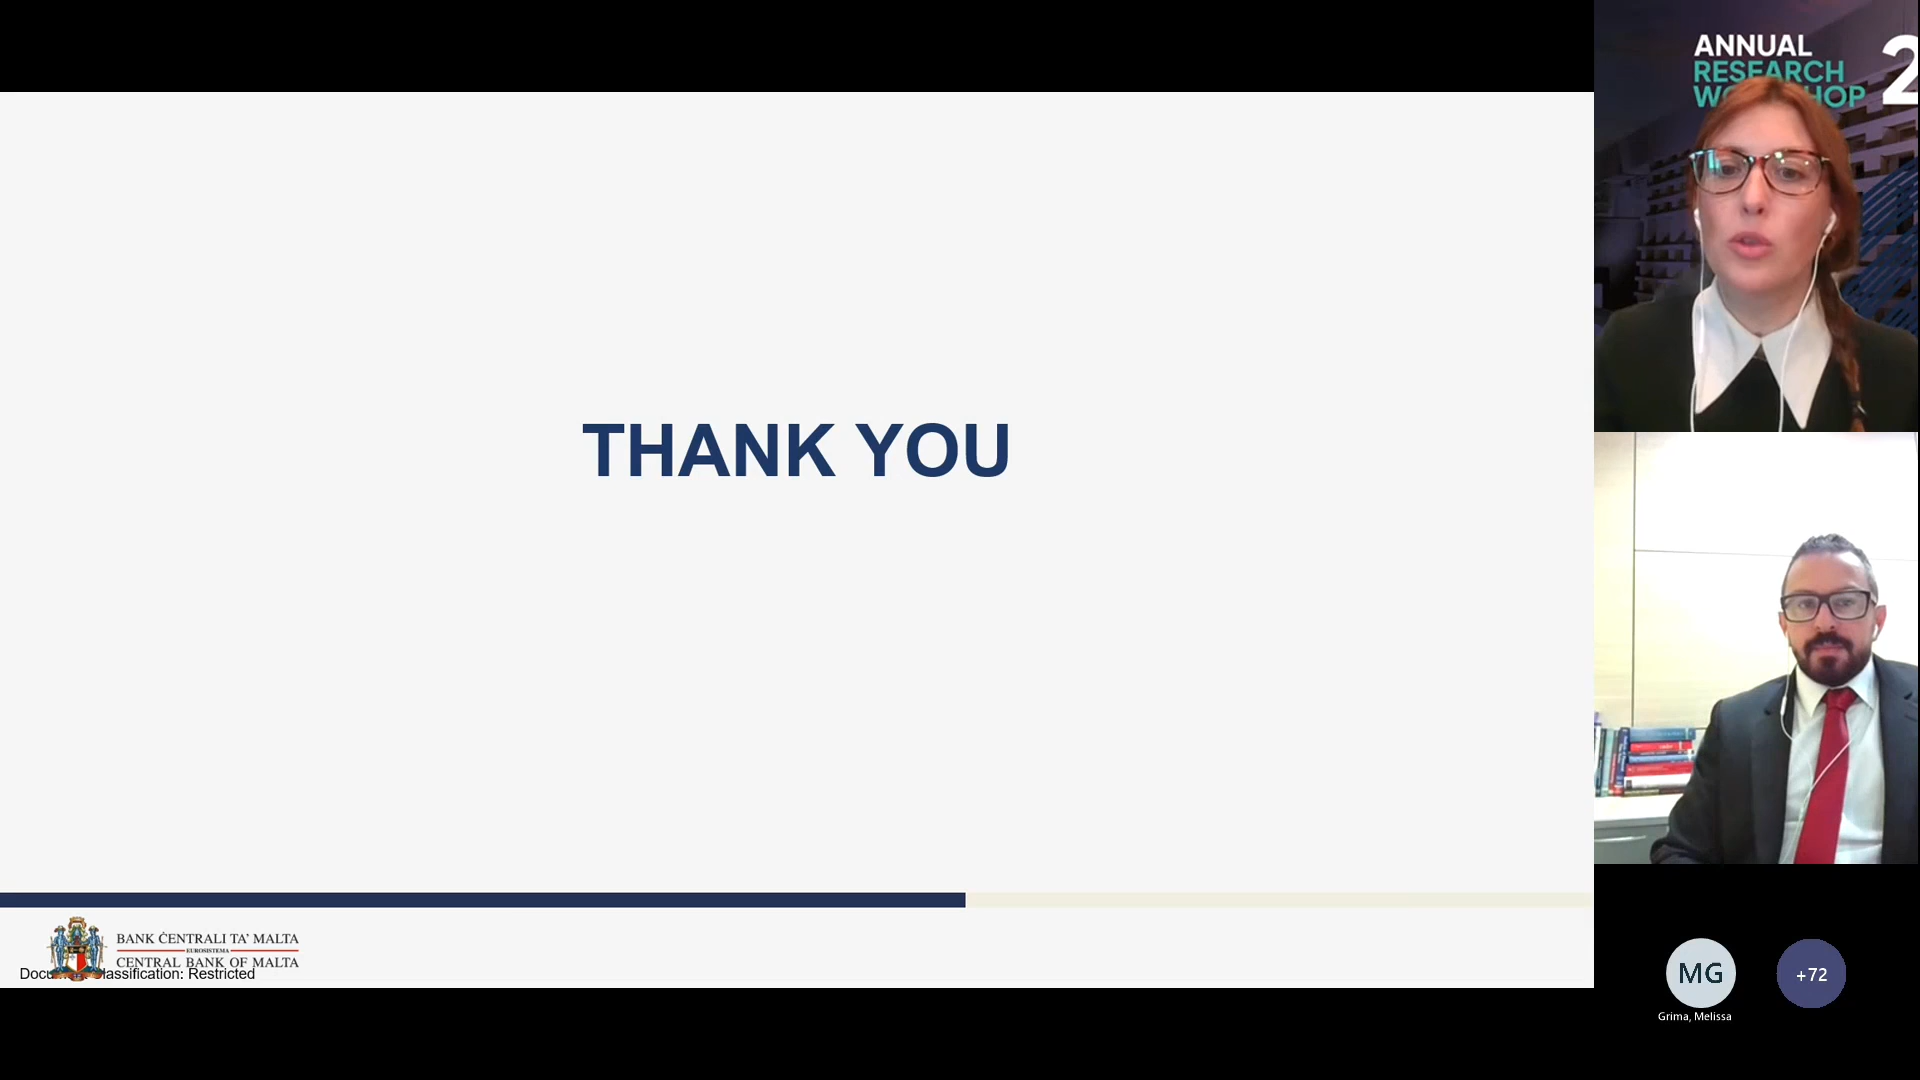 THANK YOU
BANK ĊENTRALI TA' MALTA
EUROSISTEMA
CENTRAL BANK OF MALTA
Classification: Restricted
ANNUAL
RESEARCH
2
MG
Grima, Melissa
+72